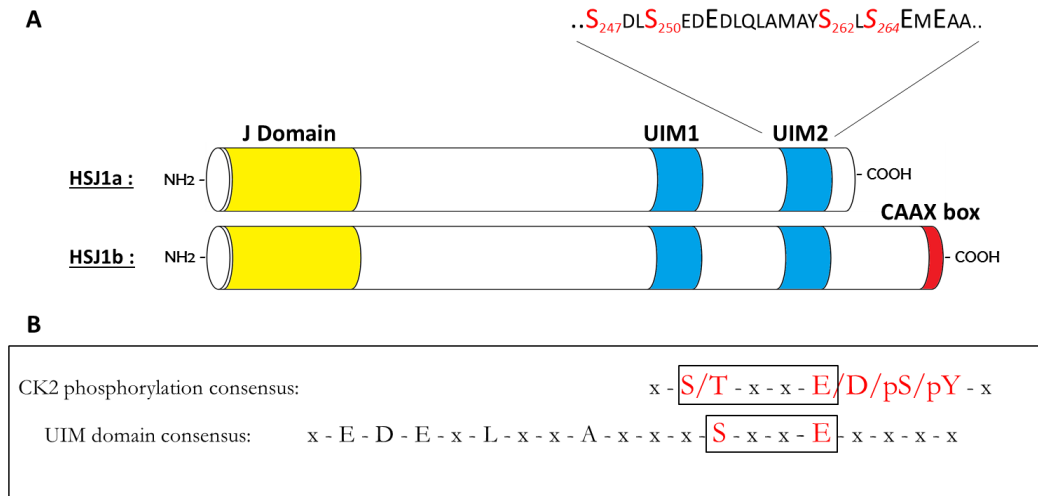 A
..S247DLS250EDEDLQLAMAYS262LS264EMEAA..
J Domain UIM1 UIM2
HSJ1a : NH2 - - COOH
CAAX box
HSJ1b : NH2 - - COOH
B
CK2 phosphorylation consensus: x - S/T - x - x - E/D/pS/pY - x
UIM domain consensus: x - E - D - E - x - L - x - x - A - x - x - x - S - x - x - E - x - x - x - x